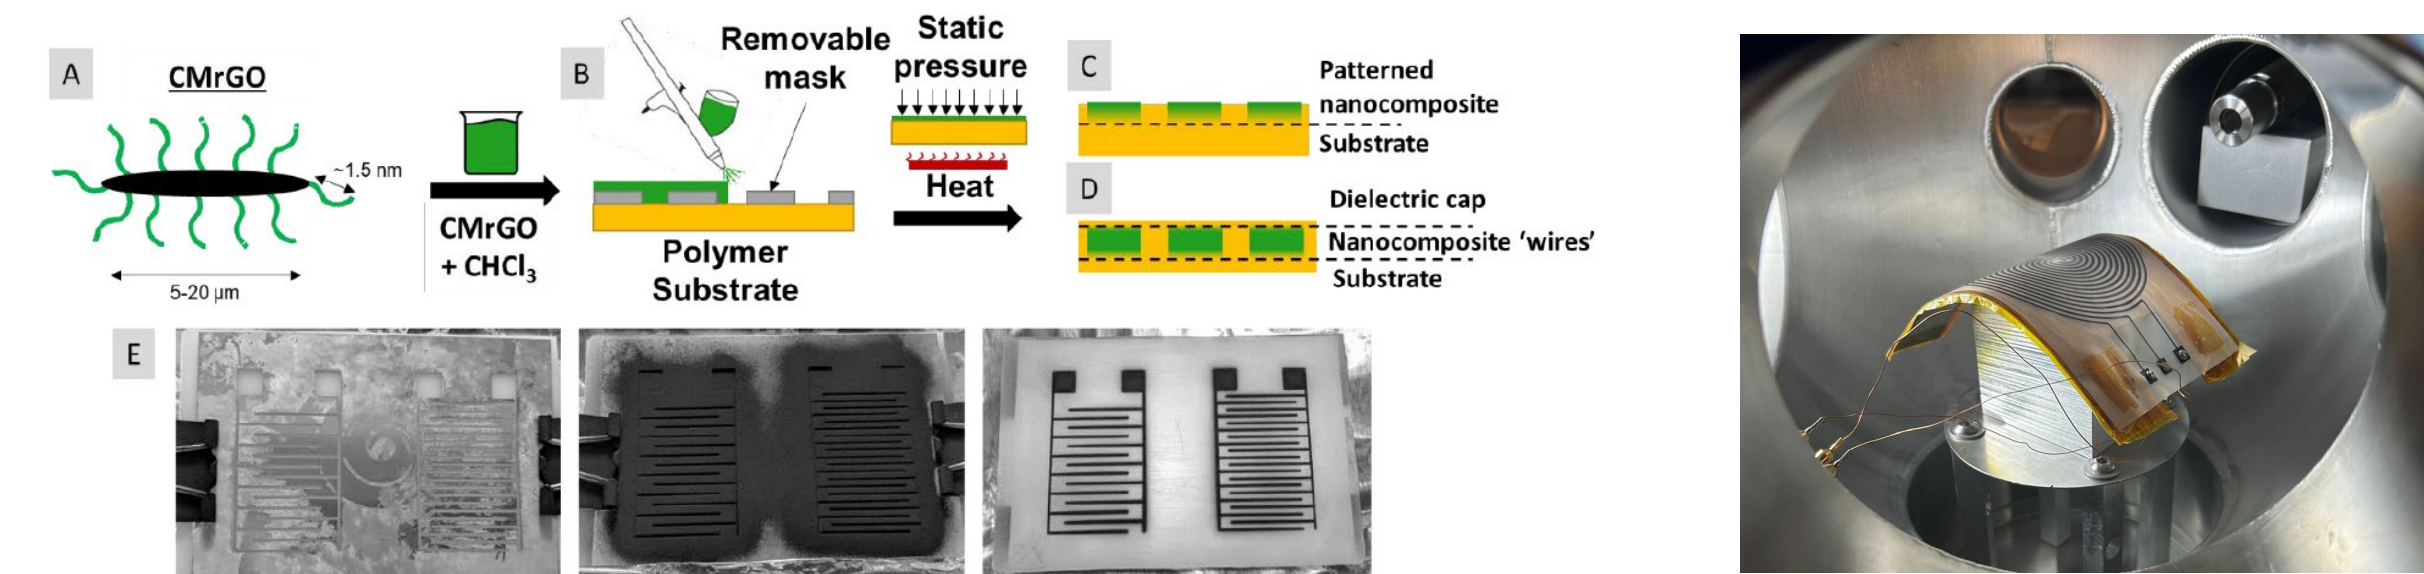 A
CMrGO
~1.5 nm
5-20 µm
CMrGO
+ CHCl₃
B
Removable
mask
Polymer
Substrate
Static
pressure
Heat
C
Patterned
nanocomposite
Substrate
D
Dielectric cap
Nanocomposite ‘wires’
Substrate
E